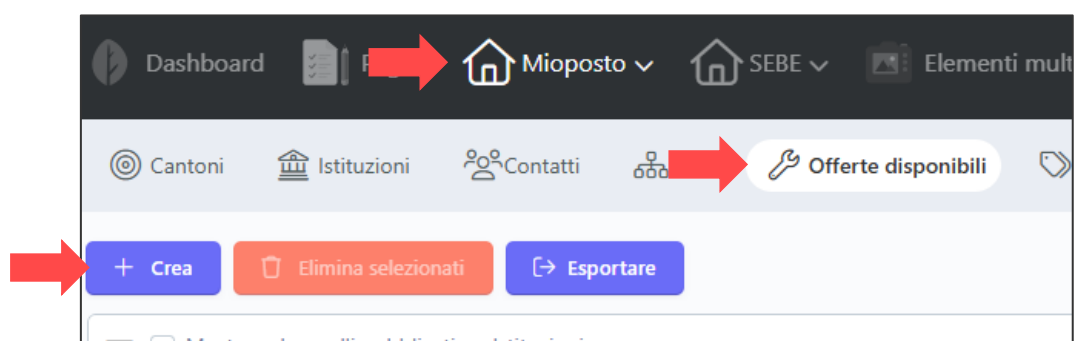 Dashboard Mioposto SEBE Elementi mult
Cantoni Istituzioni Contatti Offerte disponibili
+ Crea Elimina selezionati Esportare